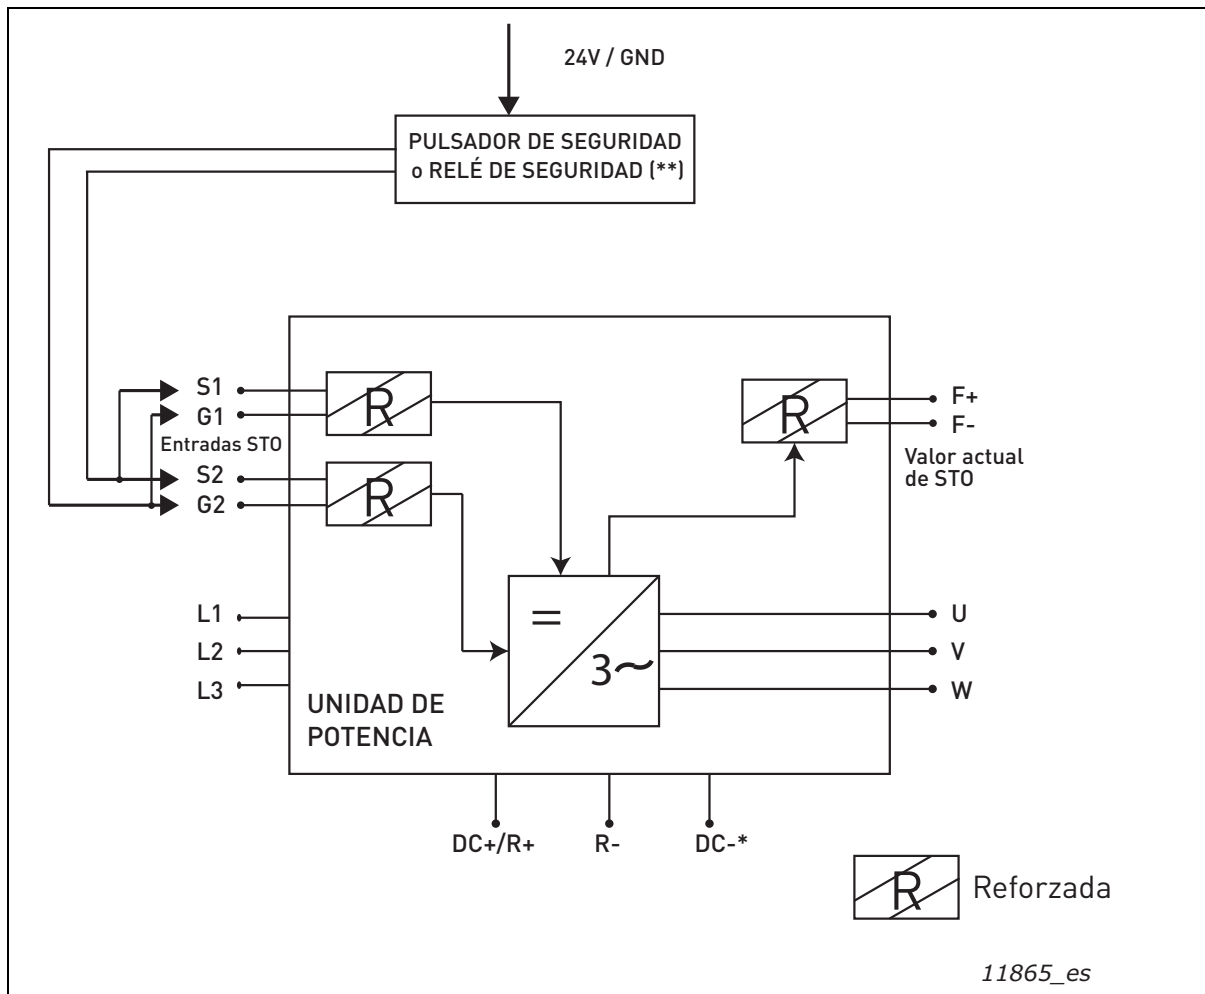 24V / GND
PULSADOR DE SEGURIDAD
o RELÉ DE SEGURIDAD (**)
S1
G1
Entradas STO
S2
G2
R
R
R
F+
F-
Valor actual
de STO
L1
L2
L3
=
3~
U
V
W
UNIDAD DE
POTENCIA
DC+/R+
R-
DC-*
R
Reforzada
11865_es